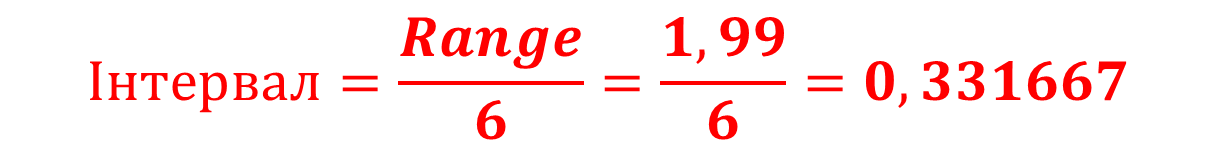 Інтервал = Range / 6 = 1,99 / 6 = 0,331667